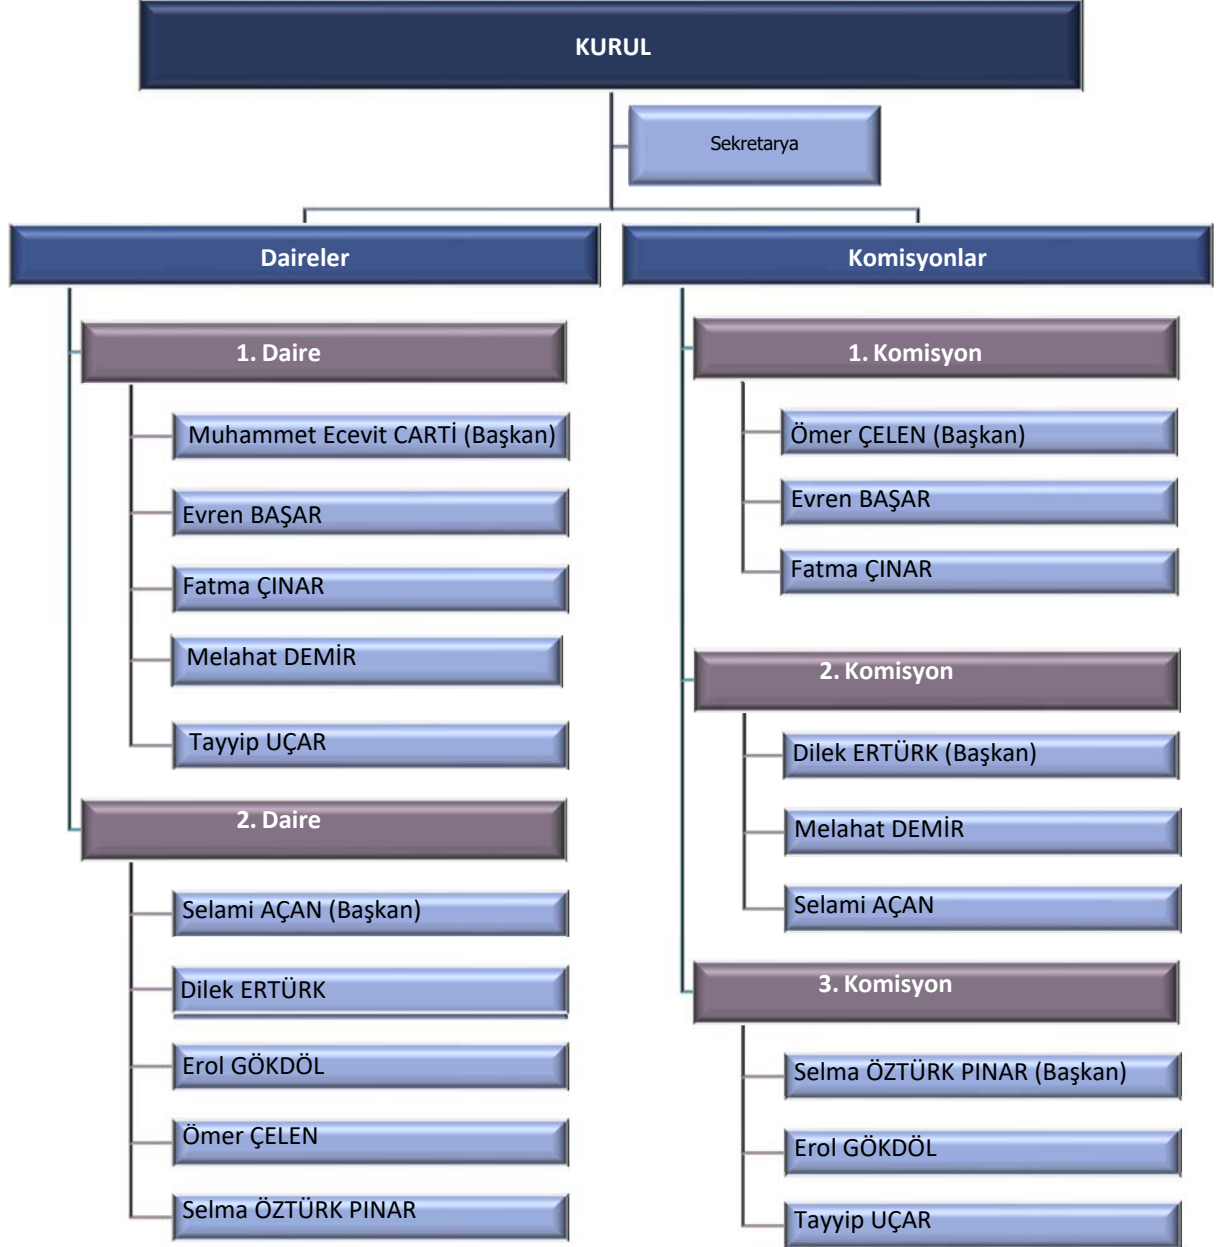 KURUL
Sekretarya
Daireler
1. Daire
Muhammet Ecevit CARTİ (Başkan)
Evren BAŞAR
Fatma ÇINAR
Melahat DEMİR
Tayyip UÇAR
2. Daire
Selami AÇAN (Başkan)
Dilek ERTÜRK
Erol GÖKDÖL
Ömer ÇELEN
Selma ÖZTÜRK PINAR
Komisyonlar
1. Komisyon
Ömer ÇELEN (Başkan)
Evren BAŞAR
Fatma ÇINAR
2. Komisyon
Dilek ERTÜRK (Başkan)
Melahat DEMİR
Selami AÇAN
3. Komisyon
Selma ÖZTÜRK PINAR (Başkan)
Erol GÖKDÖL
Tayyip UÇAR